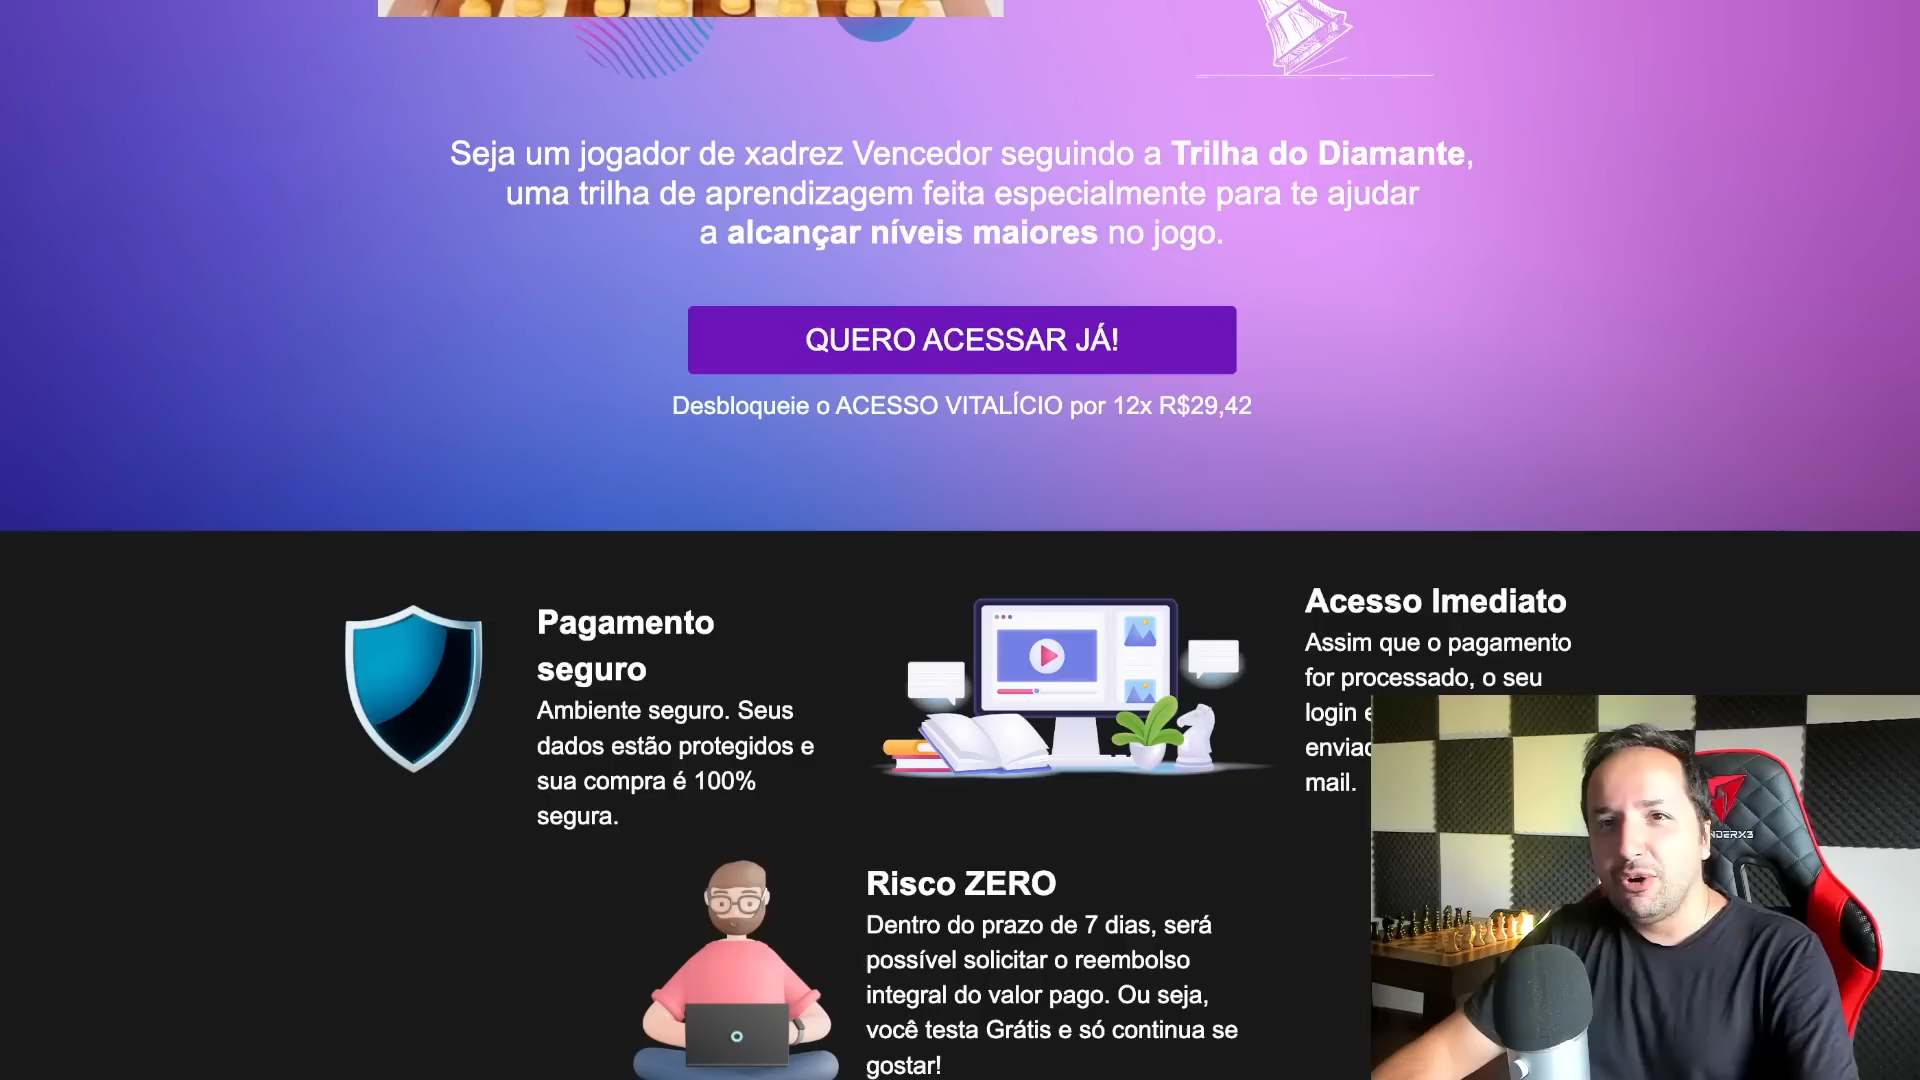 Seja um jogador de xadrez Vencedor seguindo a Trilha do Diamante,
uma trilha de aprendizagem feita especialmente para te ajudar
a alcançar níveis maiores no jogo.
QUERO ACESSAR JÁ!
Desbloqueie o ACESSO VITALÍCIO por 12x R$29,42
Pagamento
seguro
Ambiente seguro. Seus
dados estão protegidos e
sua compra é 100%
segura.
Acesso Imediato
Assim que o pagamento
for processado, o seu
login
mail.
Risco ZERO
Dentro do prazo de 7 dias, será
possível solicitar o reembolso
integral do valor pago. Ou seja,
você testa Grátis e só continua se
gostar!